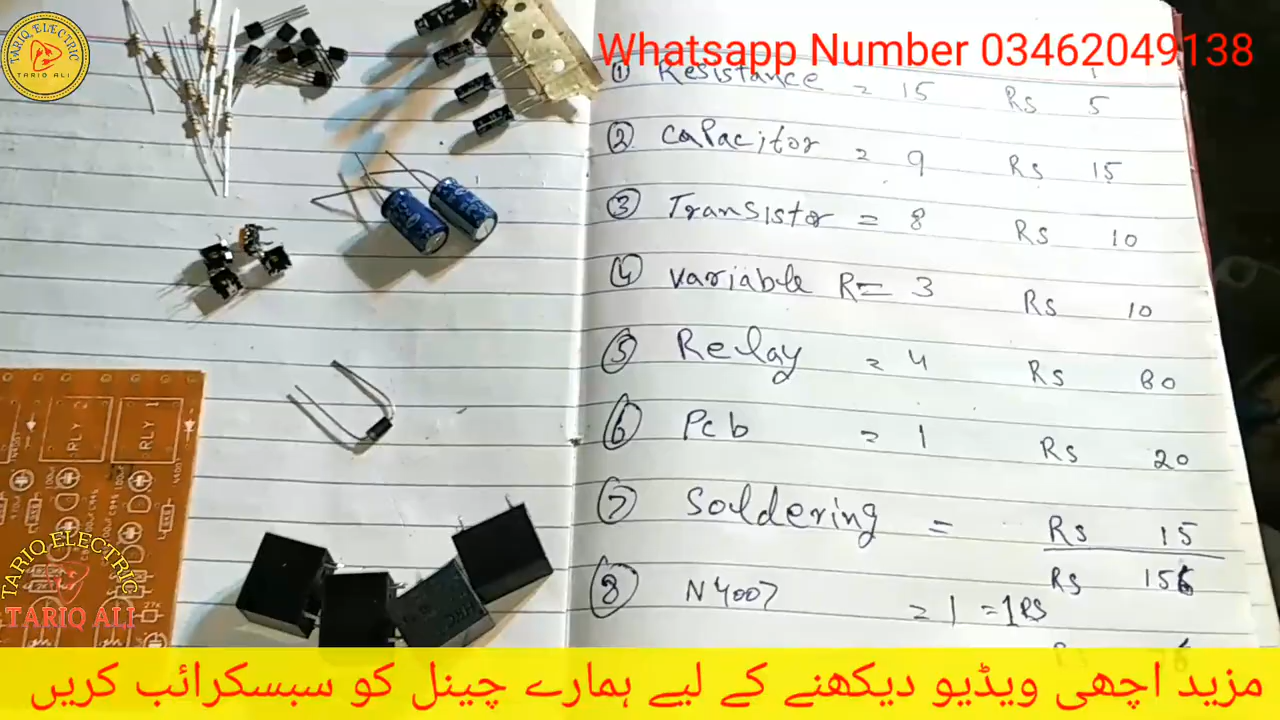 TARIQ ELECTRIC
TARIQ ALI
Whatsapp Number 03462049138
① Resistance = 15 Rs 5
② Capacitor = 9 Rs 15
③ Transistor = 8 Rs 10
④ Variable R = 3 Rs 10
⑤ Relay = 4 Rs 80
⑥ Pcb = 1 Rs 20
⑦ Soldering = Rs 15
Rs 156
⑧ N4007 = 1 = 1RS
RLY 2
RLY 1
TARIQ ELECTRIC
TARIQ ALI
مزید اچھی ویڈیو دیکھنے کے لیے ہمارے چینل کو سبسکرائب کریں